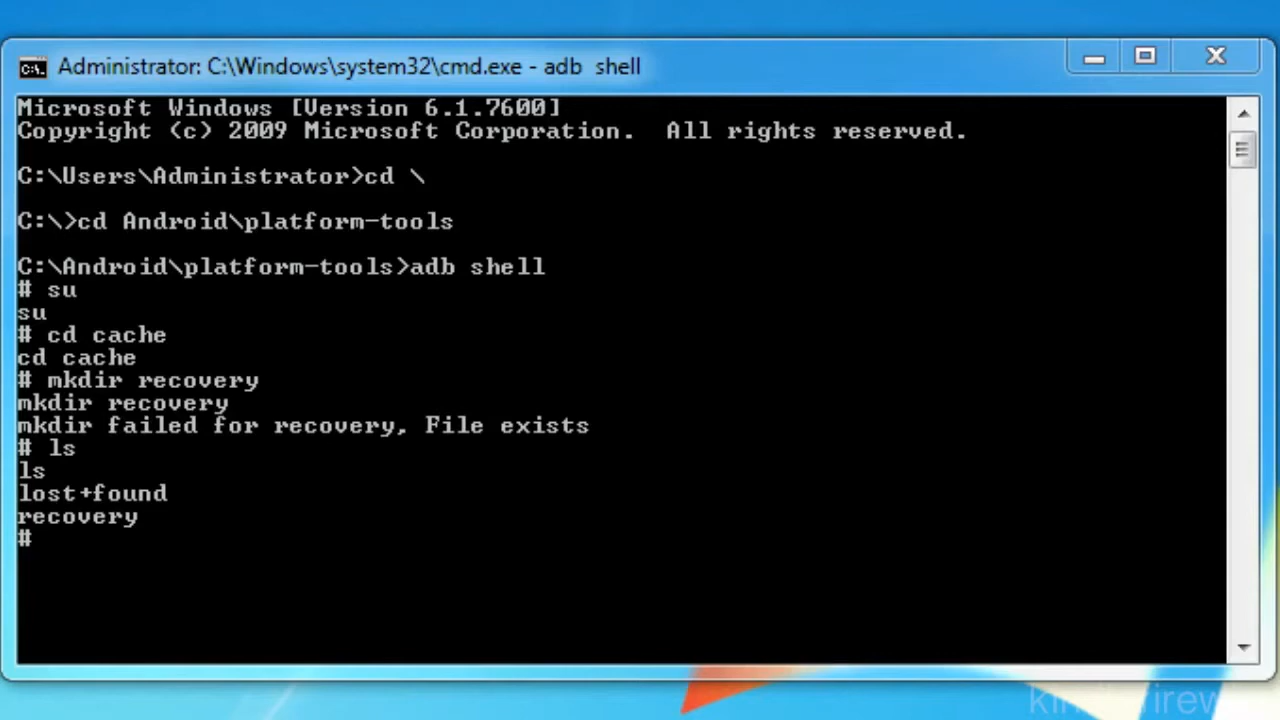 Administrator: C:\Windows\system32\cmd.exe - adb  shell
Microsoft Windows [Version 6.1.7600]
Copyright (c) 2009 Microsoft Corporation.  All rights reserved.
C:\Users\Administrator>cd \
C:\>cd Android\platform-tools
C:\Android\platform-tools>adb shell
# su
su
# cd cache
cd cache
# mkdir recovery
mkdir recovery
mkdir failed for recovery, File exists
# ls
ls
lost+found
recovery
#